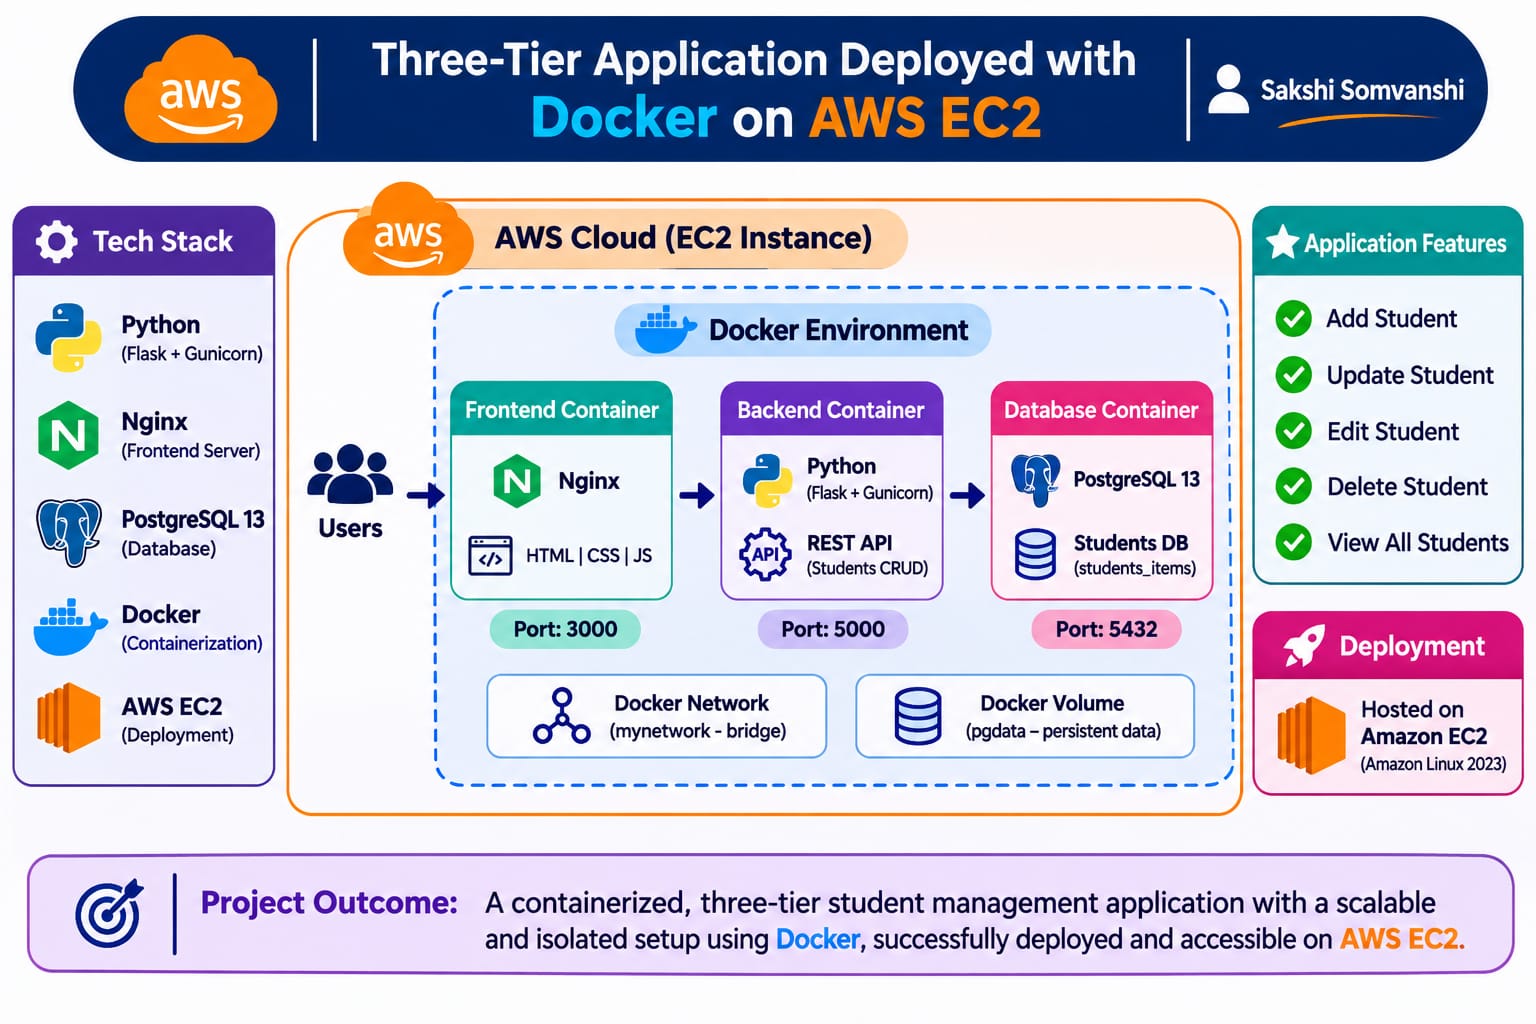 aws
Three-Tier Application Deployed with
Docker on AWS EC2
Sakshi Somvanshi
Tech Stack
Python
(Flask + Gunicorn)
Nginx
(Frontend Server)
PostgreSQL 13
(Database)
Docker
(Containerization)
AWS EC2
(Deployment)
aws
AWS Cloud (EC2 Instance)
Docker Environment
Users
Frontend Container
N
Nginx
</>
HTML | CSS | JS
Port: 3000
Backend Container
Python
(Flask + Gunicorn)
API
REST API
(Students CRUD)
Port: 5000
Database Container
PostgreSQL 13
Students DB
(students_items)
Port: 5432
Docker Network
(mynetwork - bridge)
Docker Volume
(pgdata – persistent data)
Application Features
Add Student
Update Student
Edit Student
Delete Student
View All Students
Deployment
Hosted on
Amazon EC2
(Amazon Linux 2023)
Project Outcome:
A containerized, three-tier student management application with a scalable
and isolated setup using Docker, successfully deployed and accessible on AWS EC2.